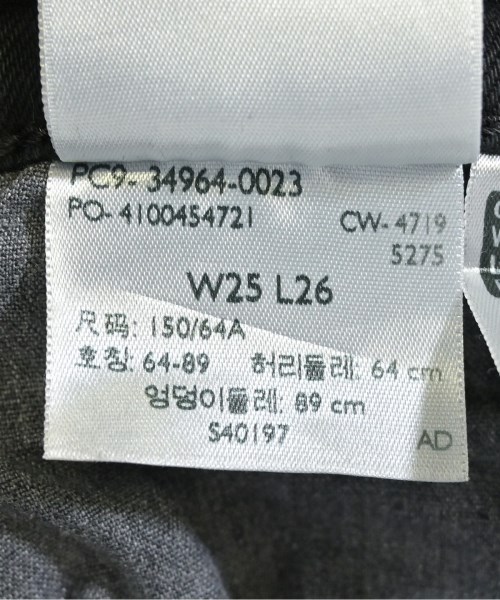 PC9- 34964-0023
PO- 4100454721 CW- 4719
5275
W25 L26
尺码: 150/64A
호칭: 64-89 허리둘레: 64 cm
엉덩이둘레: 89 cm
S40197 AD